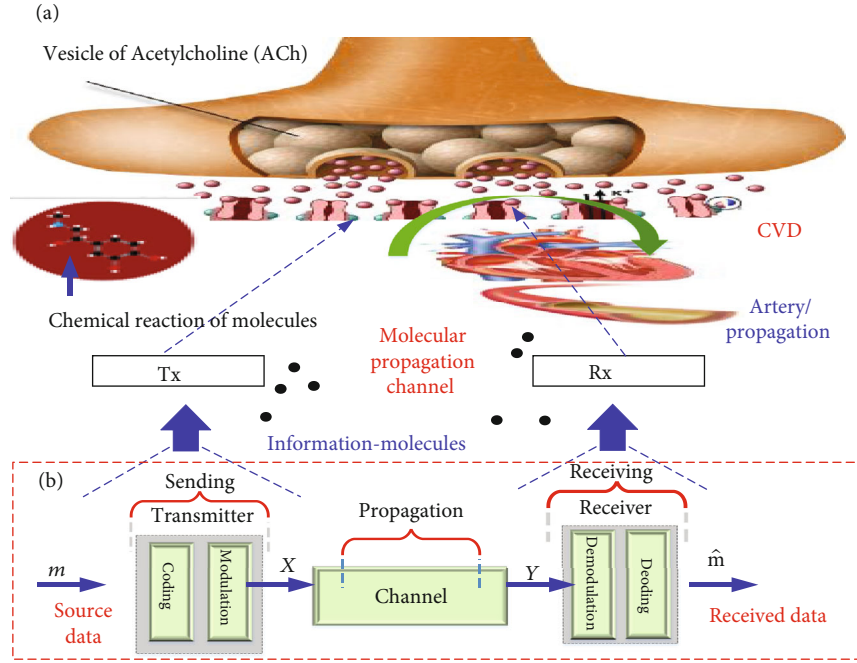 (a)
Vesicle of Acetylcholine (ACh)
K+
CVD
Chemical reaction of molecules
Artery/
propagation
Molecular
propagation
channel
Tx
Rx
Information-molecules
(b)
Sending
Receiving
Transmitter
Propagation
Receiver
m
Coding
Modulation
X
Channel
Y
Demodulation
Deoding
m̂
Source
data
Received data